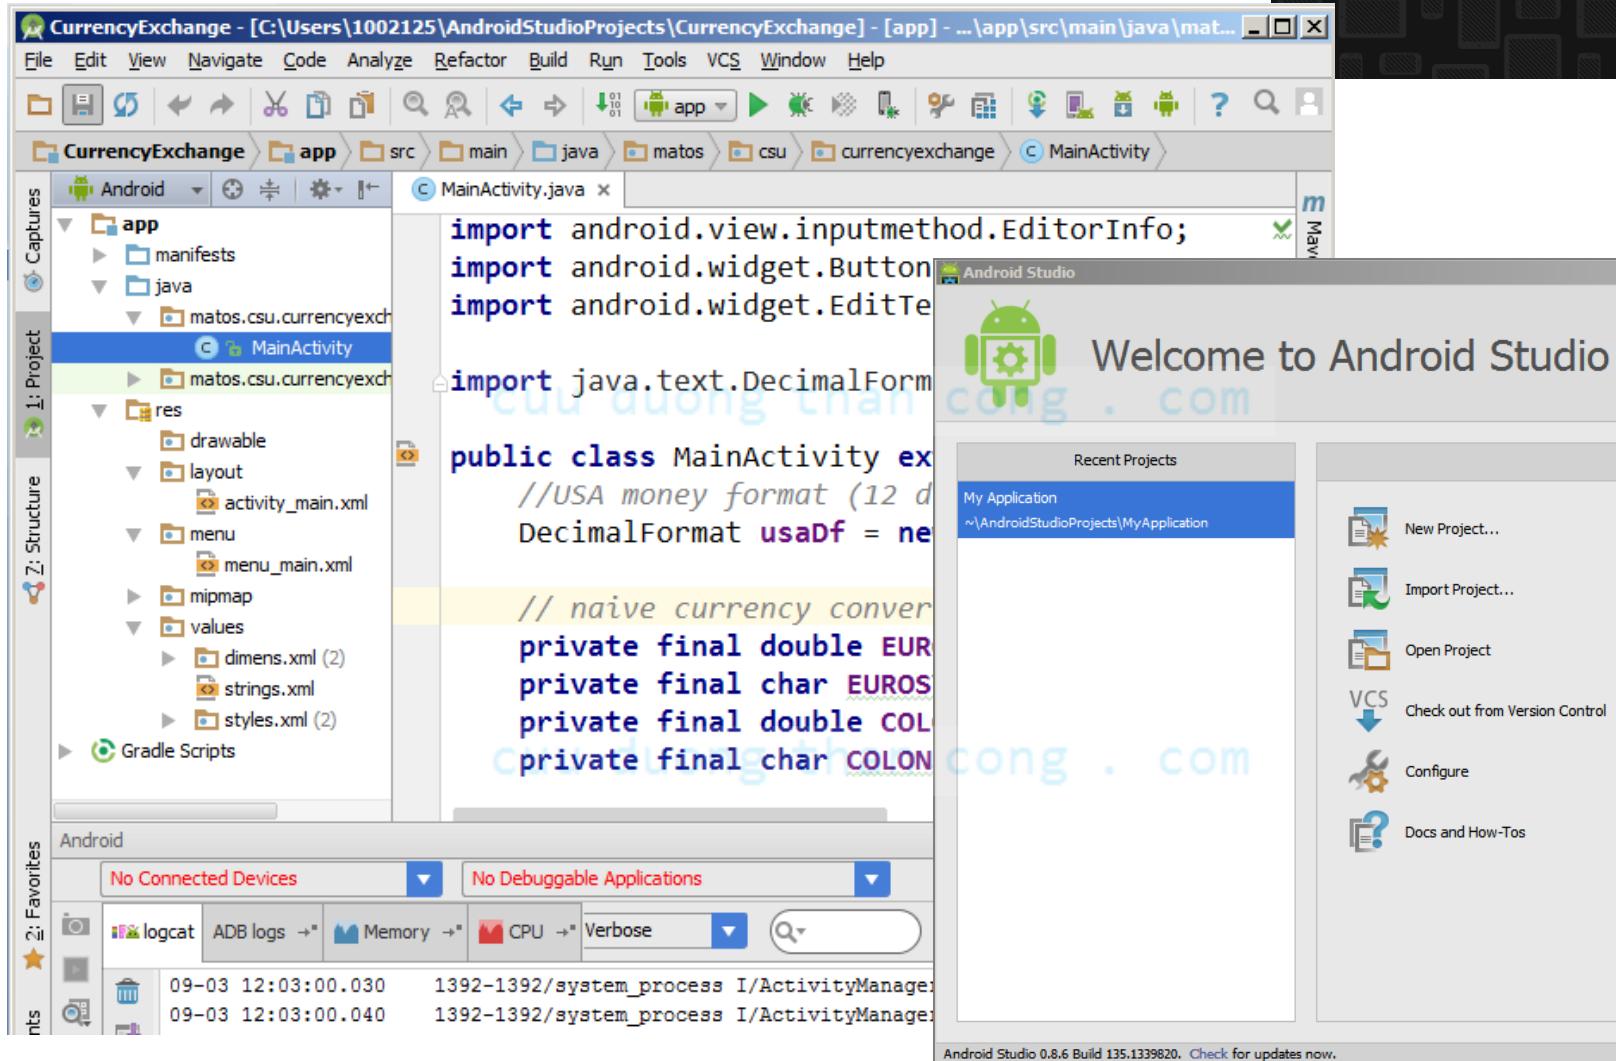 CurrencyExchange - [C:\Users\1002125\AndroidStudioProjects\CurrencyExchange] - [app] - ...\app\src\main\java\mat...
File Edit View Navigate Code Analyze Refactor Build Run Tools VCS Window Help
app
CurrencyExchange app src main java matos csu currencyexchange MainActivity
Android
MainActivity.java
Captures
1: Project
7: Structure
2: Favorites
app
manifests
java
matos.csu.currencyexch
MainActivity
matos.csu.currencyexch
res
drawable
layout
activity_main.xml
menu
menu_main.xml
mipmap
values
dimens.xml (2)
strings.xml
styles.xml (2)
Gradle Scripts
import android.view.inputmethod.EditorInfo;
import android.widget.Button
import android.widget.EditTe
import java.text.DecimalForm
public class MainActivity ex
//USA money format (12 d
DecimalFormat usaDf = ne
// naive currency conver
private final double EUR
private final char EUROS
private final double COL
private final char COLON
cuu duong than cong . com
cuu duong than cong . com
m
Mav
Android
No Connected Devices
No Debuggable Applications
logcat ADB logs Memory CPU Verbose
09-03 12:03:00.030 1392-1392/system_process I/ActivityManager
09-03 12:03:00.040 1392-1392/system_process I/ActivityManager
Android Studio
Welcome to Android Studio
Recent Projects
My Application
~\AndroidStudioProjects\MyApplication
New Project...
Import Project...
Open Project
VCS
Check out from Version Control
Configure
Docs and How-Tos
Android Studio 0.8.6 Build 135.1339820. Check for updates now.